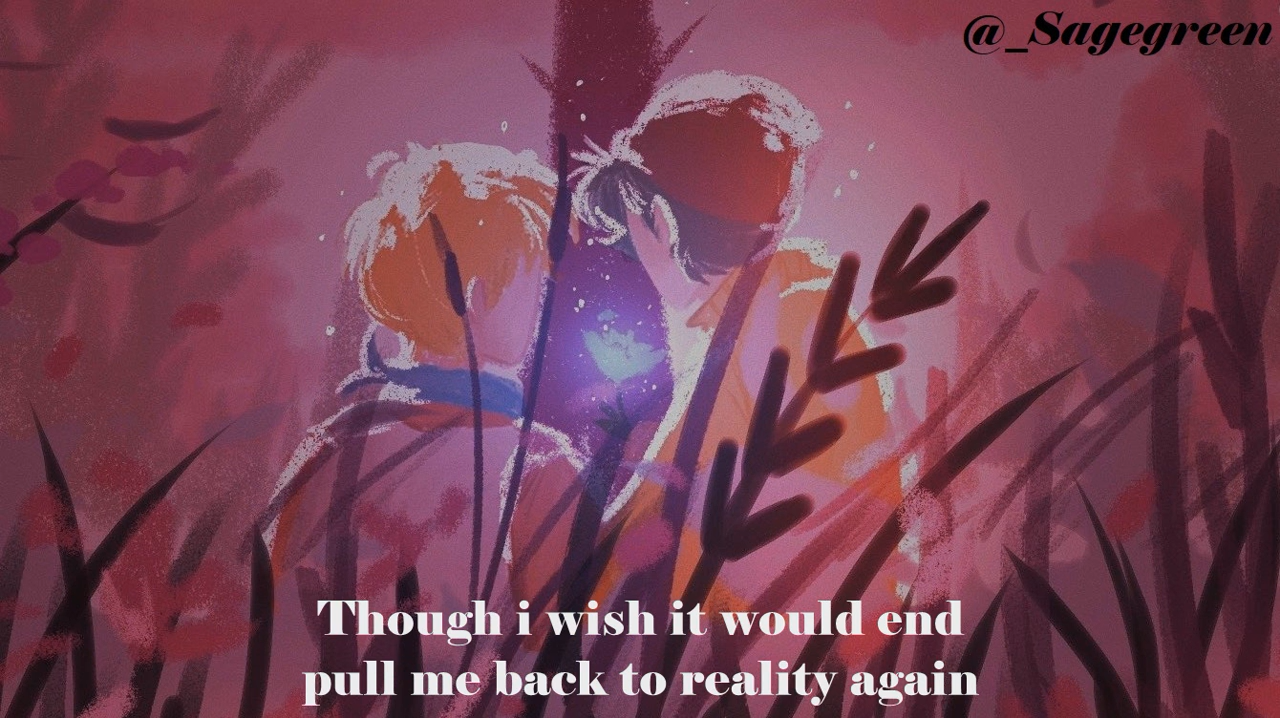 @_Sagegreen
Though i wish it would end
pull me back to reality again